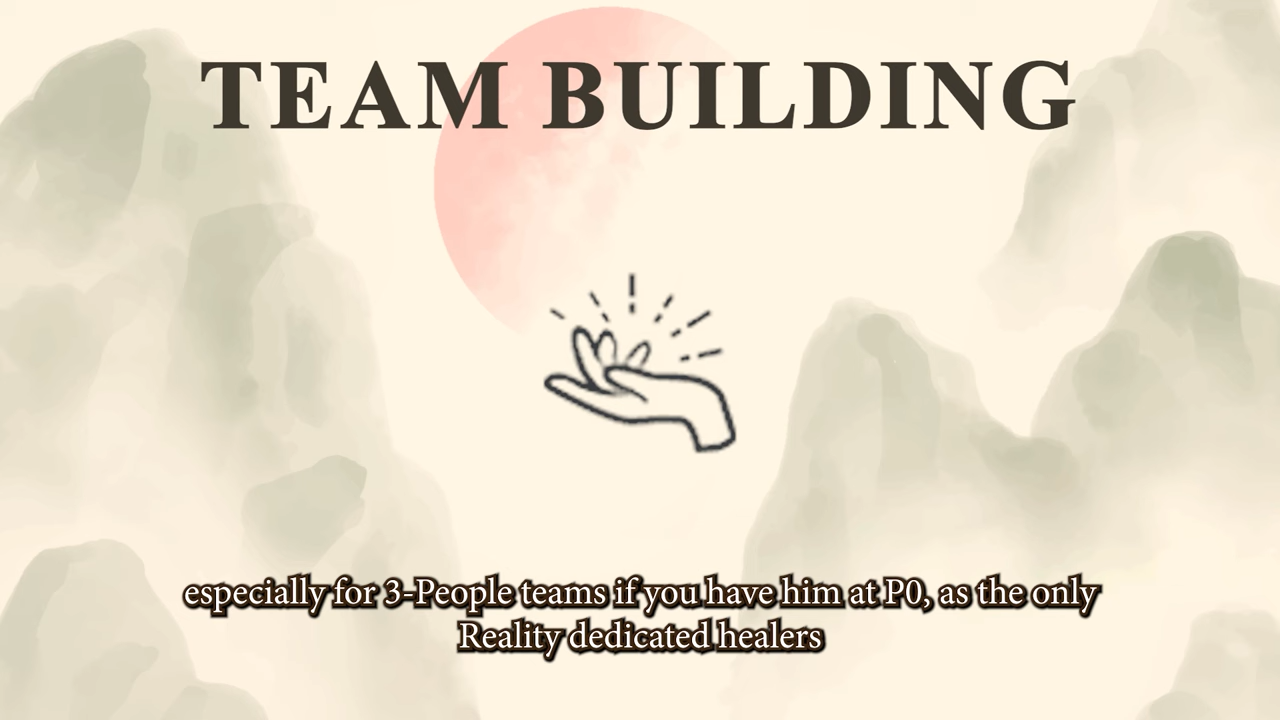 TEAM BUILDING
especially for 3-People teams if you have him at P0, as the only
Reality dedicated healers